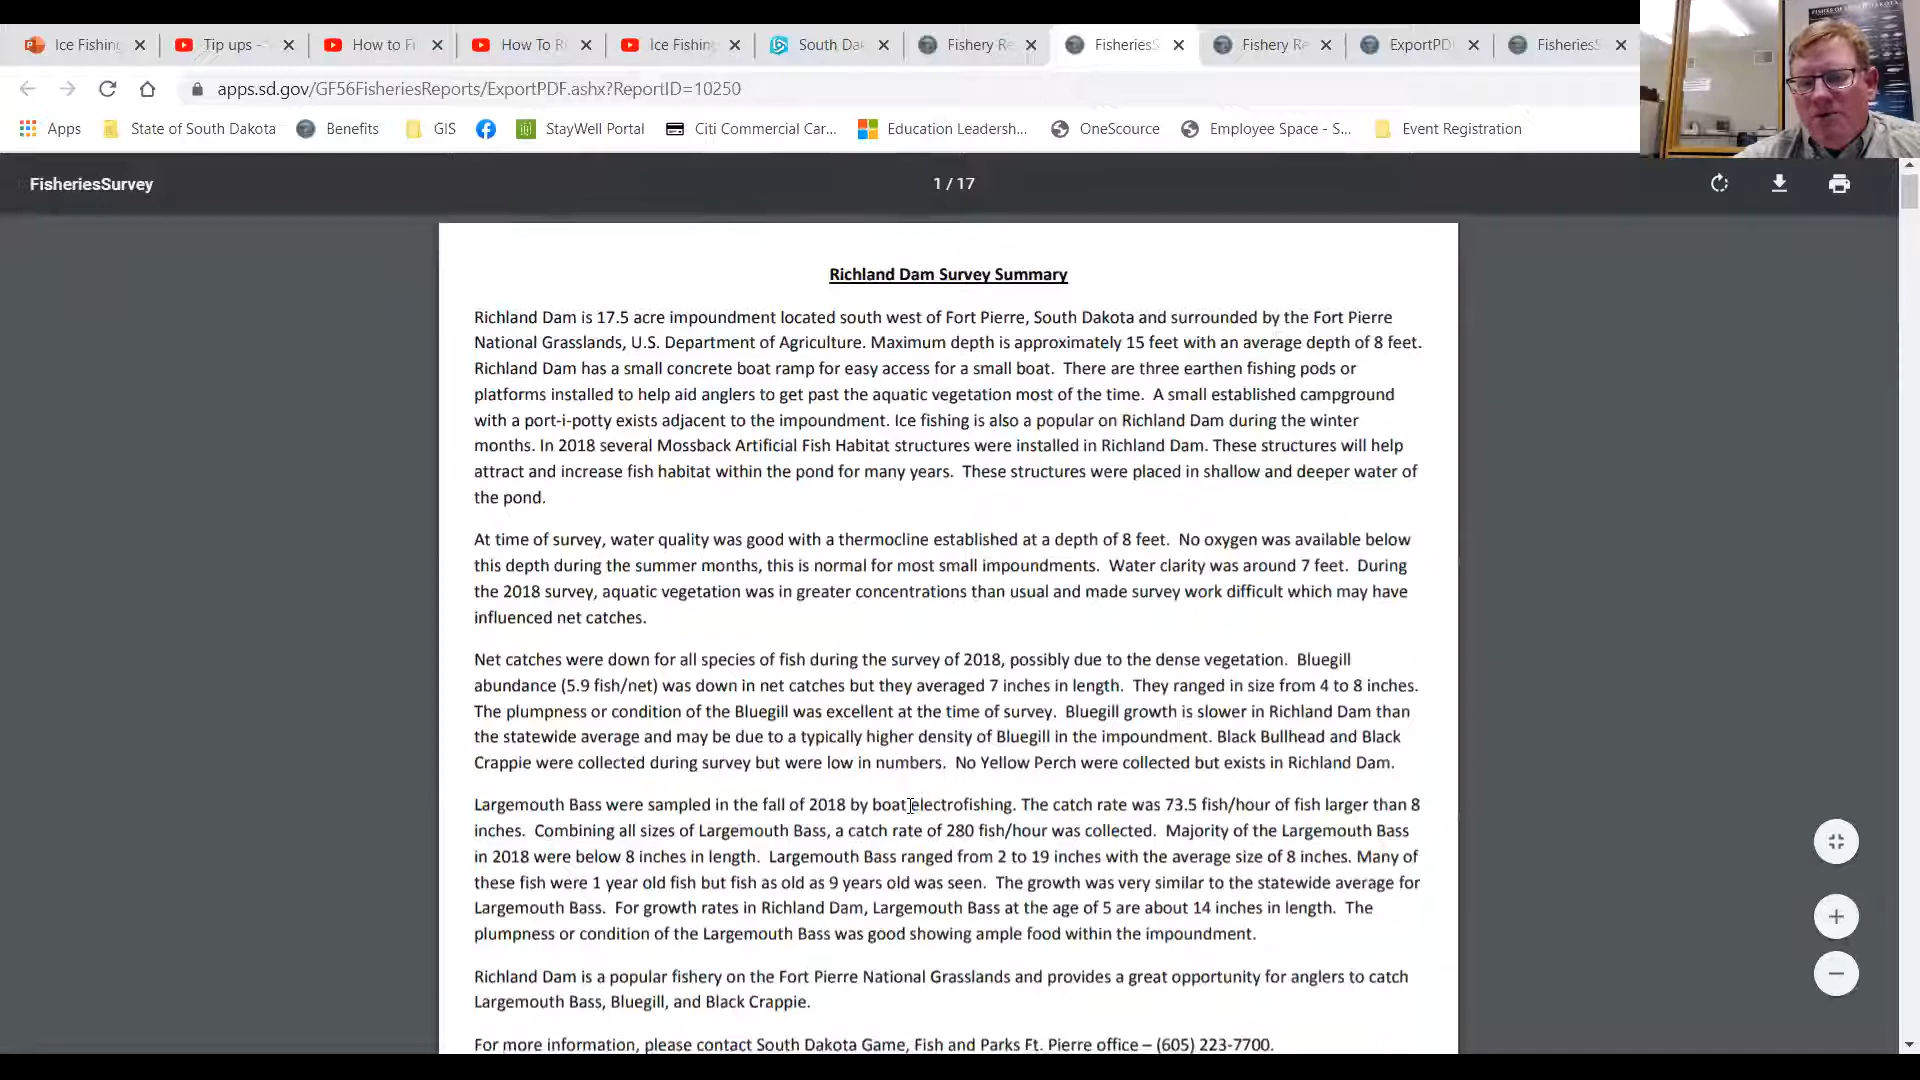 Ice Fishing
Tip ups -
How to Fi
How To R
Ice Fishing
South Dak
Fishery Re
FisheriesS
Fishery Re
ExportPD
FisheriesS
apps.sd.gov/GF56FisheriesReports/ExportPDF.ashx?ReportID=10250
Apps
State of South Dakota
Benefits
GIS
StayWell Portal
Citi Commercial Car...
Education Leadersh...
OneSource
Employee Space - S...
Event Registration
FisheriesSurvey
1 / 17
Richland Dam Survey Summary
Richland Dam is 17.5 acre impoundment located south west of Fort Pierre, South Dakota and surrounded by the Fort Pierre
National Grasslands, U.S. Department of Agriculture. Maximum depth is approximately 15 feet with an average depth of 8 feet.
Richland Dam has a small concrete boat ramp for easy access for a small boat. There are three earthen fishing pods or
platforms installed to help aid anglers to get past the aquatic vegetation most of the time. A small established campground
with a port-i-potty exists adjacent to the impoundment. Ice fishing is also a popular on Richland Dam during the winter
months. In 2018 several Mossback Artificial Fish Habitat structures were installed in Richland Dam. These structures will help
attract and increase fish habitat within the pond for many years. These structures were placed in shallow and deeper water of
the pond.
At time of survey, water quality was good with a thermocline established at a depth of 8 feet. No oxygen was available below
this depth during the summer months, this is normal for most small impoundments. Water clarity was around 7 feet. During
the 2018 survey, aquatic vegetation was in greater concentrations than usual and made survey work difficult which may have
influenced net catches.
Net catches were down for all species of fish during the survey of 2018, possibly due to the dense vegetation. Bluegill
abundance (5.9 fish/net) was down in net catches but they averaged 7 inches in length. They ranged in size from 4 to 8 inches.
The plumpness or condition of the Bluegill was excellent at the time of survey. Bluegill growth is slower in Richland Dam than
the statewide average and may be due to a typically higher density of Bluegill in the impoundment. Black Bullhead and Black
Crappie were collected during survey but were low in numbers. No Yellow Perch were collected but exists in Richland Dam.
Largemouth Bass were sampled in the fall of 2018 by boat electrofishing. The catch rate was 73.5 fish/hour of fish larger than 8
inches. Combining all sizes of Largemouth Bass, a catch rate of 280 fish/hour was collected. Majority of the Largemouth Bass
in 2018 were below 8 inches in length. Largemouth Bass ranged from 2 to 19 inches with the average size of 8 inches. Many of
these fish were 1 year old fish but fish as old as 9 years old was seen. The growth was very similar to the statewide average for
Largemouth Bass. For growth rates in Richland Dam, Largemouth Bass at the age of 5 are about 14 inches in length. The
plumpness or condition of the Largemouth Bass was good showing ample food within the impoundment.
Richland Dam is a popular fishery on the Fort Pierre National Grasslands and provides a great opportunity for anglers to catch
Largemouth Bass, Bluegill, and Black Crappie.
For more information, please contact South Dakota Game, Fish and Parks Ft. Pierre office – (605) 223-7700.